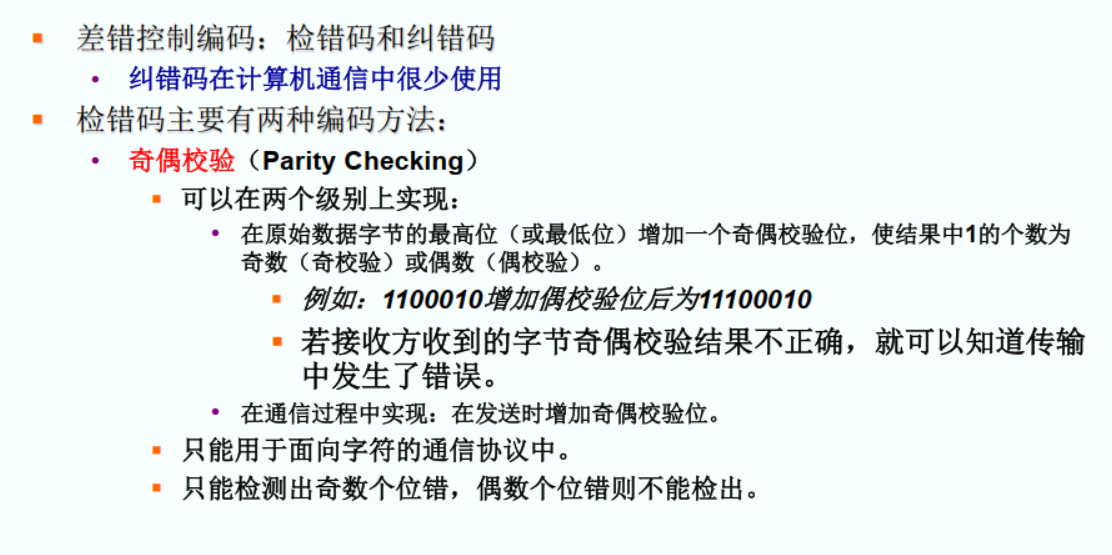 差错控制编码：检错码和纠错码
纠错码在计算机通信中很少使用
检错码主要有两种编码方法：
奇偶校验（Parity Checking）
可以在两个级别上实现：
在原始数据字节的最高位（或最低位）增加一个奇偶校验位，使结果中1的个数为
奇数（奇校验）或偶数（偶校验）。
例如：1100010增加偶校验位后为11100010
若接收方收到的字节奇偶校验结果不正确，就可以知道传输
中发生了错误。
在通信过程中实现：在发送时增加奇偶校验位。
只能用于面向字符的通信协议中。
只能检测出奇数个位错，偶数个位错则不能检出。